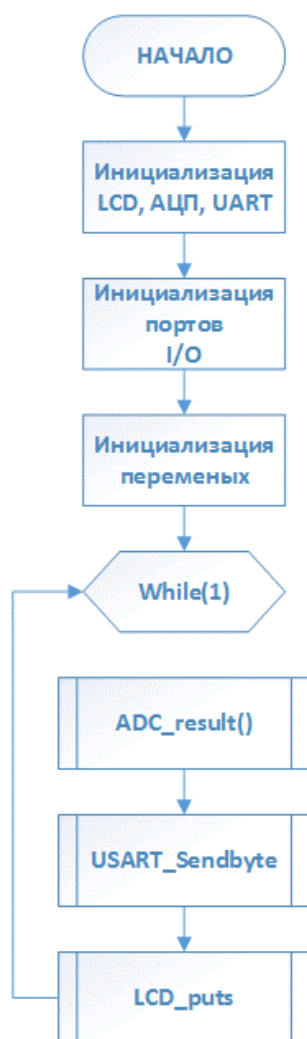 НАЧАЛО
Инициализация
LCD, АЦП, UART
Инициализация
портов
I/O
Инициализация
переменых
While(1)
ADC_result()
USART_Sendbyte
LCD_puts